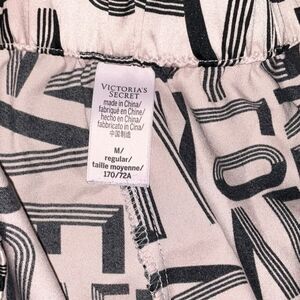 VICTORIA'S
SECRET
made in China/
fabriqué en Chine/
hecho en China/
fabbricato in Cina/
中国制造
M/
regular/
taille moyenne/
170/72A